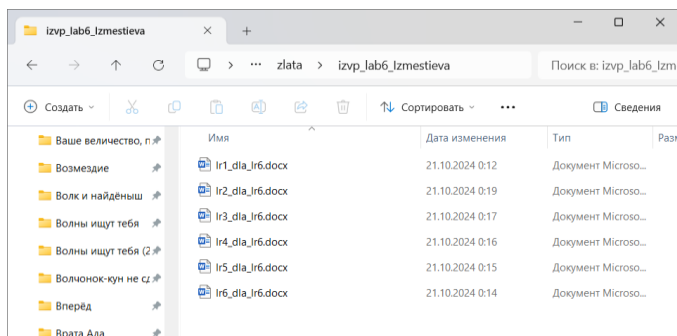 izvp_lab6_Izmestieva
zlata > izvp_lab6_Izmestieva
Поиск в: izvp_lab6_Izm
Создать
Сортировать
Сведения
Имя Дата изменения Тип Разм
Ваше величество, п
Возмездие
Волк и найдёныш
Волны ищут тебя
Волны ищут тебя (2
Волчонок-кун не сд
Вперёд
Врата Ада
lr1_dla_lr6.docx 21.10.2024 0:12 Документ Microso...
lr2_dla_lr6.docx 21.10.2024 0:19 Документ Microso...
lr3_dla_lr6.docx 21.10.2024 0:17 Документ Microso...
lr4_dla_lr6.docx 21.10.2024 0:16 Документ Microso...
lr5_dla_lr6.docx 21.10.2024 0:15 Документ Microso...
lr6_dla_lr6.docx 21.10.2024 0:14 Документ Microso...